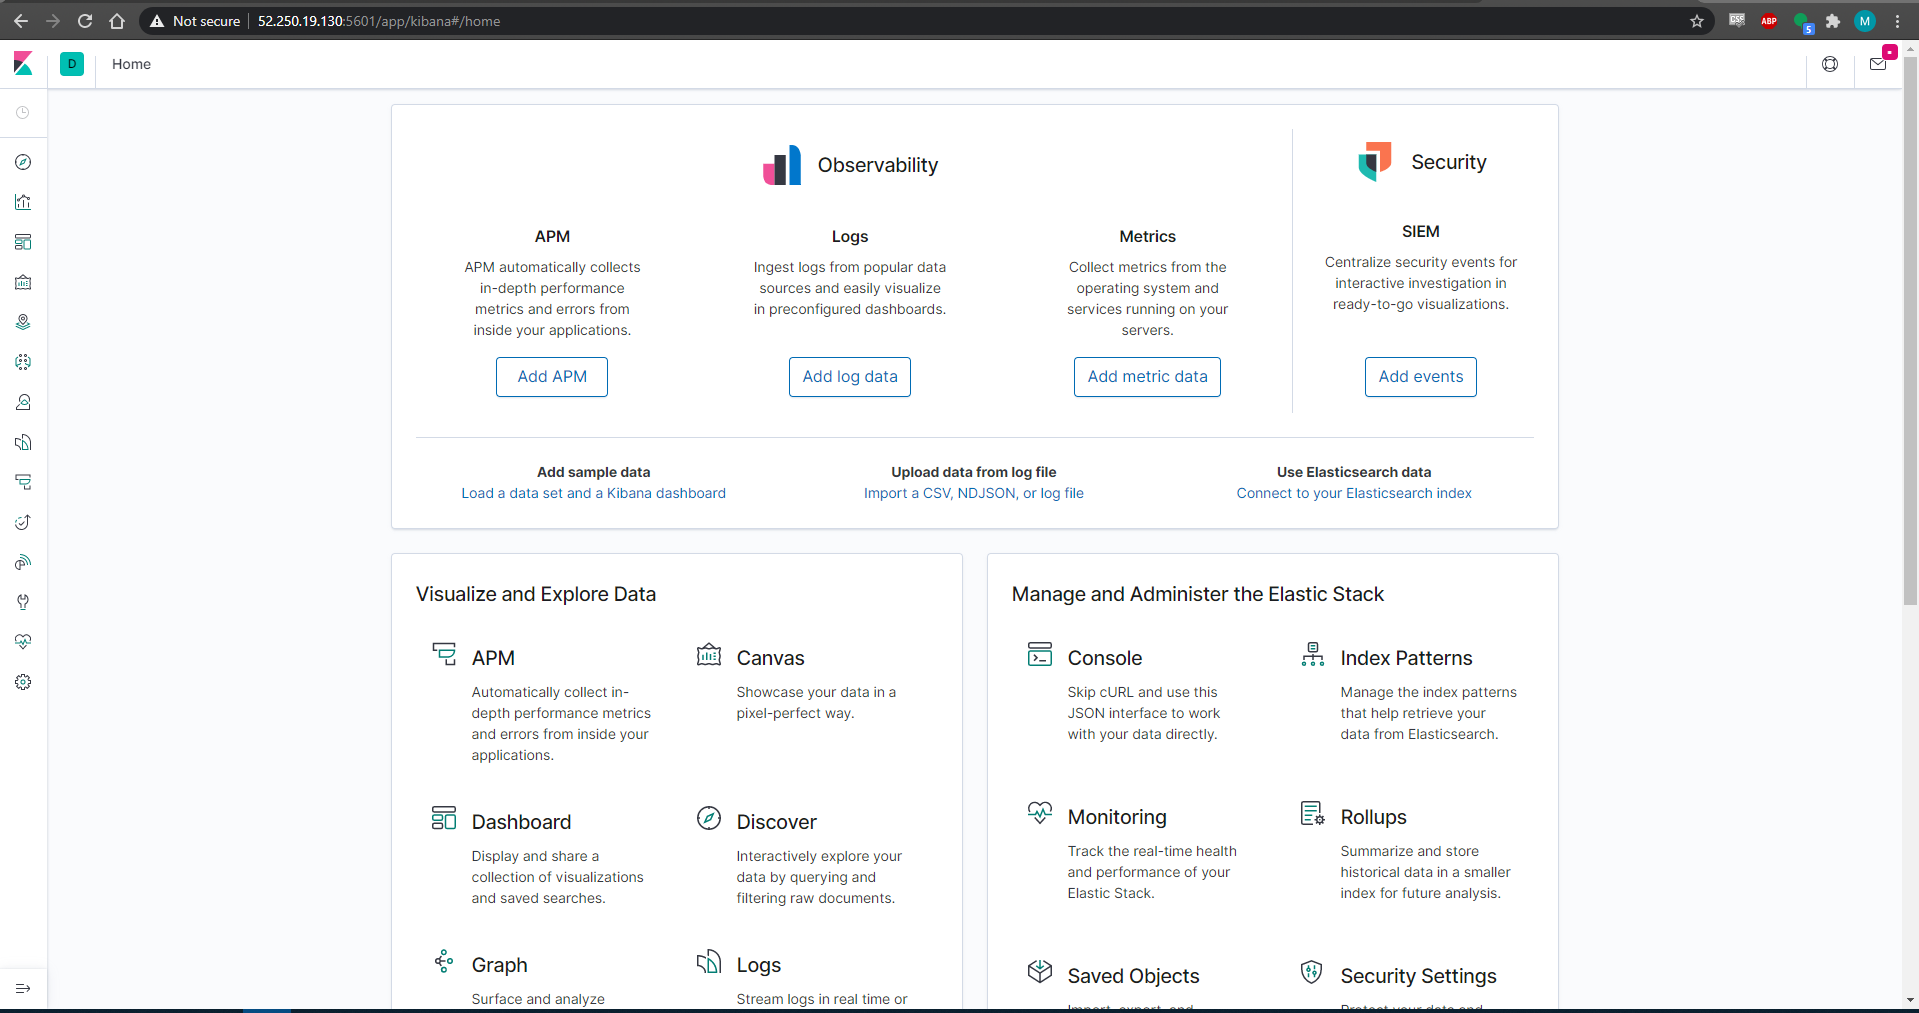 Not secure
52.250.19.130:5601/app/kibana#/home
CSF
ABP
5
M
D
Home
Observability
Security
APM
APM automatically collects
in-depth performance
metrics and errors from
inside your applications.
Add APM
Logs
Ingest logs from popular data
sources and easily visualize
in preconfigured dashboards.
Add log data
Metrics
Collect metrics from the
operating system and
services running on your
servers.
Add metric data
SIEM
Centralize security events for
interactive investigation in
ready-to-go visualizations.
Add events
Add sample data
Load a data set and a Kibana dashboard
Upload data from log file
Import a CSV, NDJSON, or log file
Use Elasticsearch data
Connect to your Elasticsearch index
Visualize and Explore Data
APM
Automatically collect in-
depth performance metrics
and errors from inside your
applications.
Canvas
Showcase your data in a
pixel-perfect way.
Dashboard
Display and share a
collection of visualizations
and saved searches.
Discover
Interactively explore your
data by querying and
filtering raw documents.
Graph
Surface and analyze
Logs
Stream logs in real time or
Manage and Administer the Elastic Stack
Console
Skip cURL and use this
JSON interface to work
with your data directly.
Index Patterns
Manage the index patterns
that help retrieve your
data from Elasticsearch.
Monitoring
Track the real-time health
and performance of your
Elastic Stack.
Rollups
Summarize and store
historical data in a smaller
index for future analysis.
Saved Objects
Import, export, and
Security Settings
Protect your data and